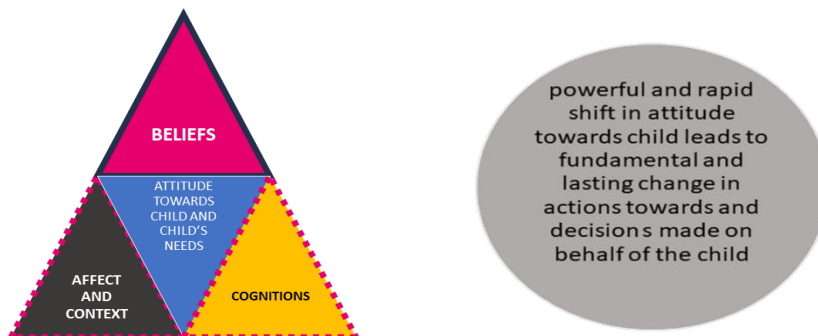 BELIEFS
ATTITUDE
TOWARDS
CHILD AND
CHILD'S
NEEDS
AFFECT
AND
CONTEXT
COGNITIONS
powerful and rapid
shift in attitude
towards child leads to
fundamental and
lasting change in
actions towards and
decisions made on
behalf of the child